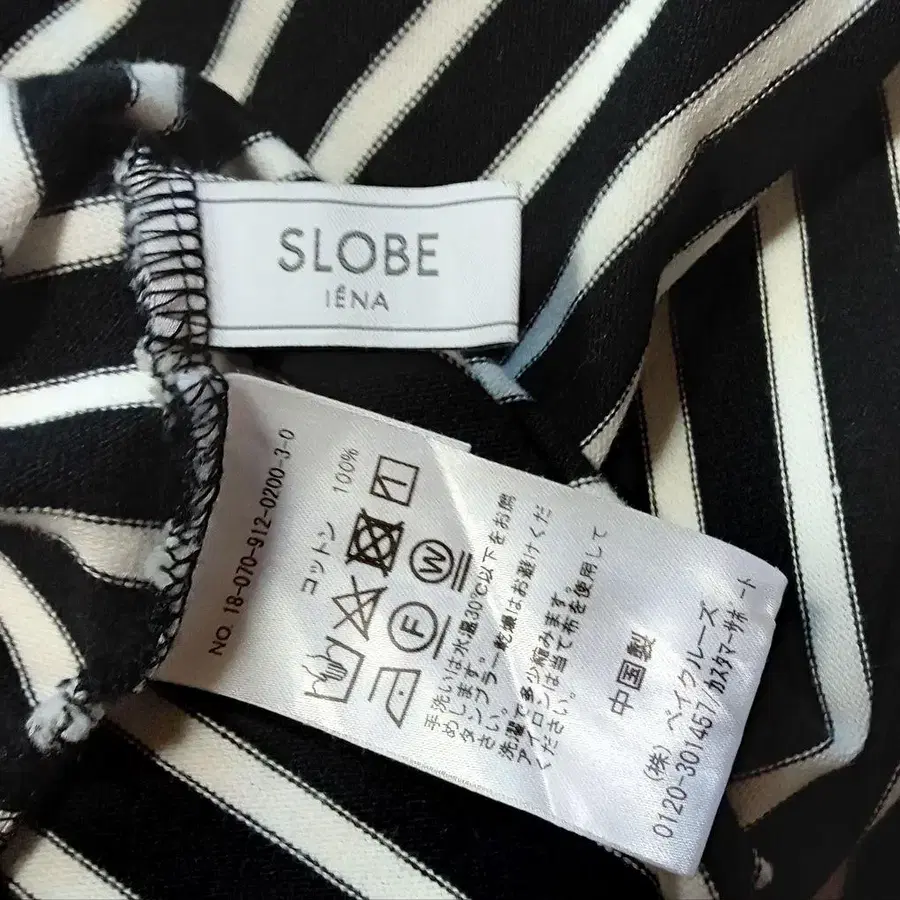 SLOBE
IÉNA
NO. 18-070-912-0200-3-0
コットン 100%
W
F
手洗いは水温30℃以下をお薦
めします。
タンブラー乾燥はお避けくだ
さい。
洗濯で多少縮みます。
アイロンは当て布を使用して
ください。
中国製
(株) ベイクルーズ
0120-301457/カスタマーサポート